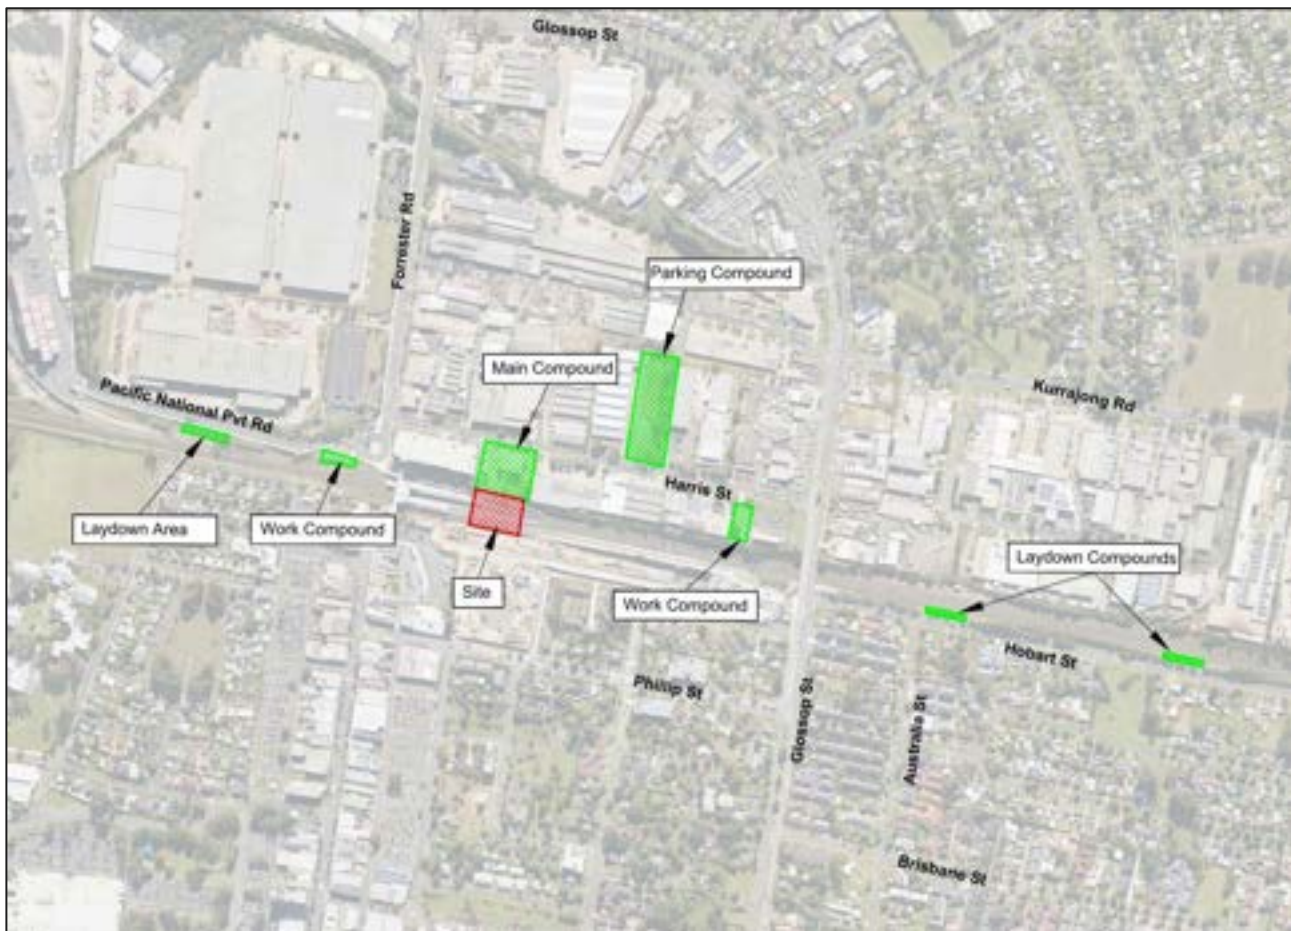 Glossop St
Forrester Rd
Parking Compound
Main Compound
Kurrajong Rd
Pacific National Pvt Rd
Harris St
Laydown Area
Work Compound
Laydown Compounds
Site
Work Compound
Hobart St
Phillip St
Glossop St
Australia St
Brisbane St